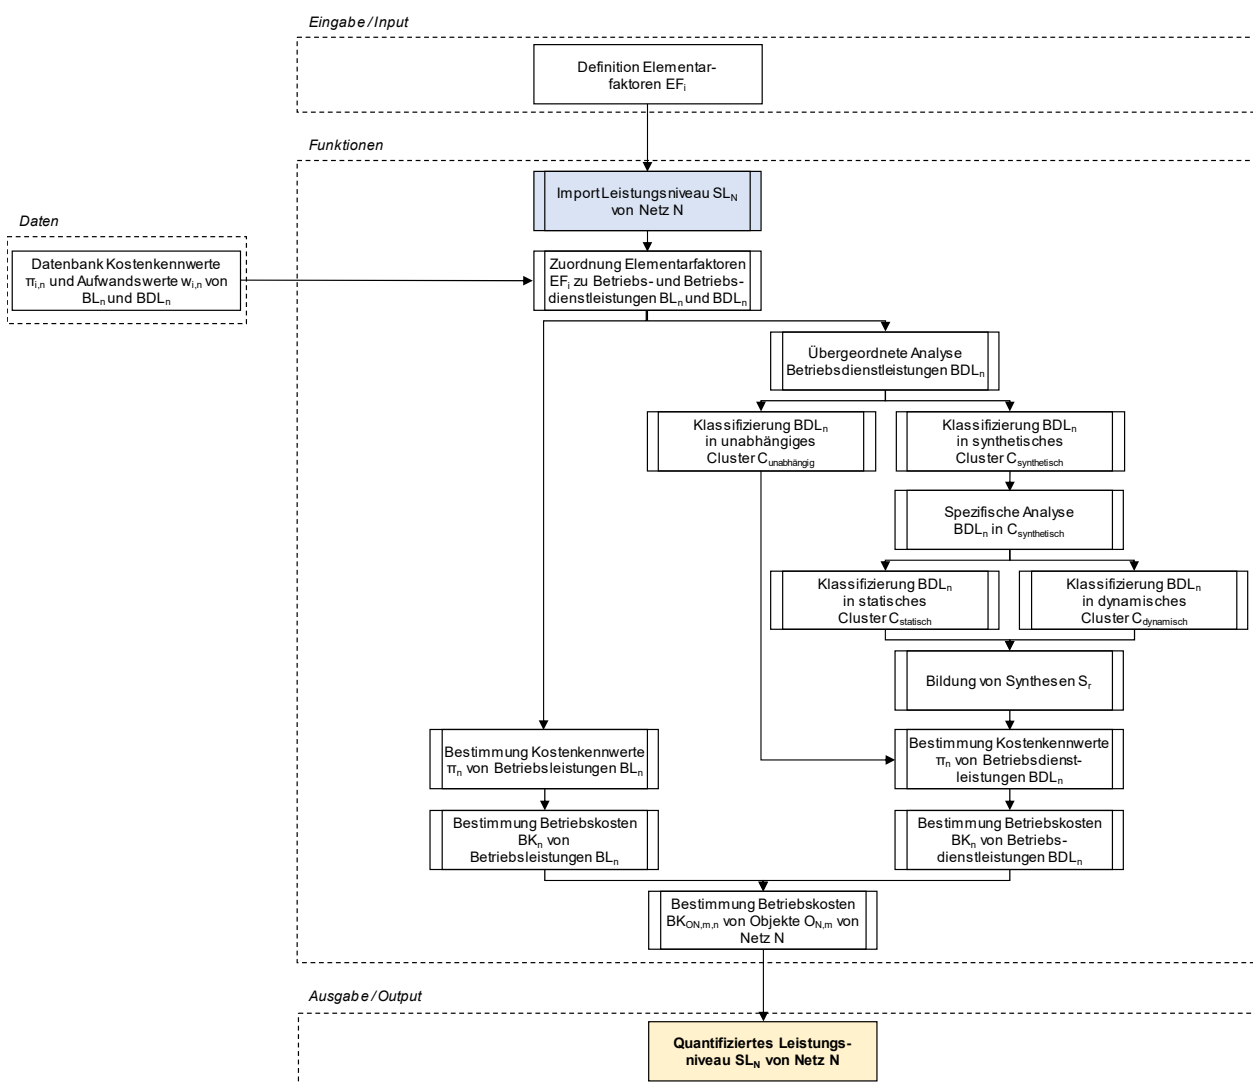 Eingabe/Input
Definition Elementar-
faktoren EFi
Funktionen
Import Leistungsniveau SLN
von Netz N
Daten
Datenbank Kostenkennwerte
πi,n und Aufwandswerte wi,n von
BLn und BDLn
Zuordnung Elementarfaktoren
EFi zu Betriebs- und Betriebs-
dienstleistungen BLn und BDLn
Übergeordnete Analyse
Betriebsdienstleistungen BDLn
Klassifizierung BDLn
in unabhängiges
Cluster Cunabhängig
Klassifizierung BDLn
in synthetisches
Cluster Csynthetisch
Spezifische Analyse
BDLn in Csynthetisch
Klassifizierung BDLn
in statisches
Cluster Cstatisch
Klassifizierung BDLn
in dynamisches
Cluster Cdynamisch
Bildung von Synthesen Sr
Bestimmung Kostenkennwerte
πn von Betriebsleistungen BLn
Bestimmung Kostenkennwerte
πn von Betriebsdienst-
leistungen BDLn
Bestimmung Betriebskosten
BKn von
Betriebsleistungen BLn
Bestimmung Betriebskosten
BKn von Betriebs-
dienstleistungen BDLn
Bestimmung Betriebskosten
BKON,m,n von Objekte ON,m von
Netz N
Ausgabe/Output
Quantifiziertes Leistungs-
niveau SLN von Netz N